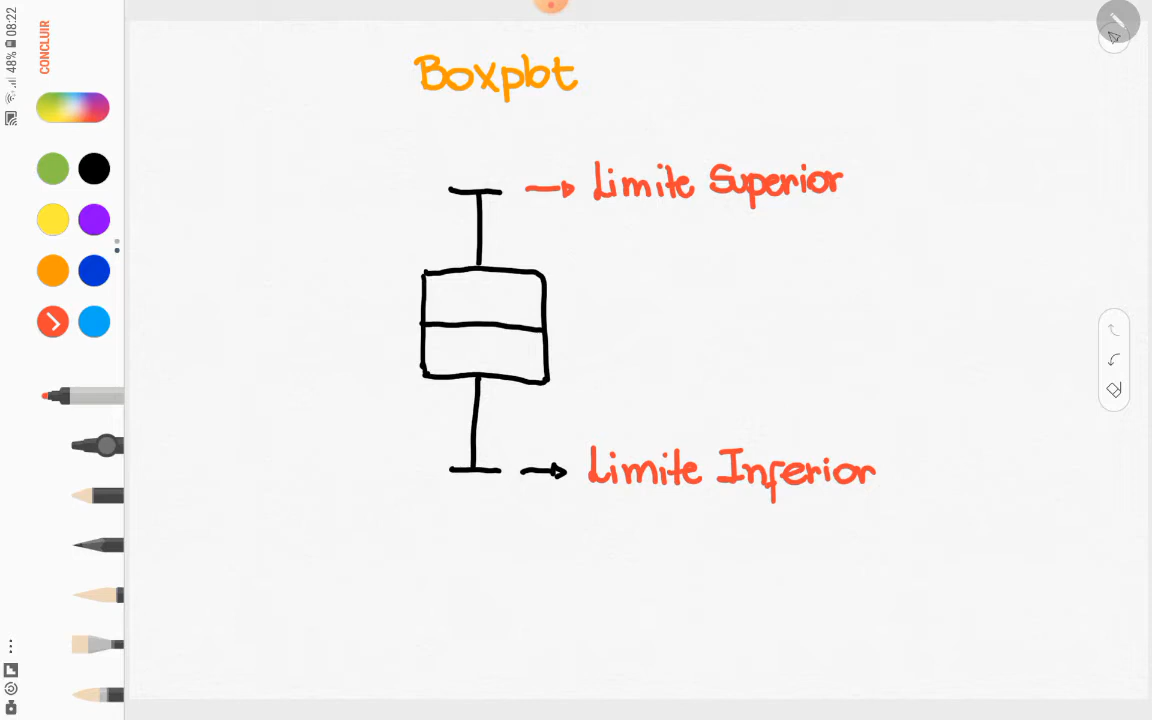 08:22
48%
CONCLUIR
Boxplot
Limite Superior
Limite Inferior